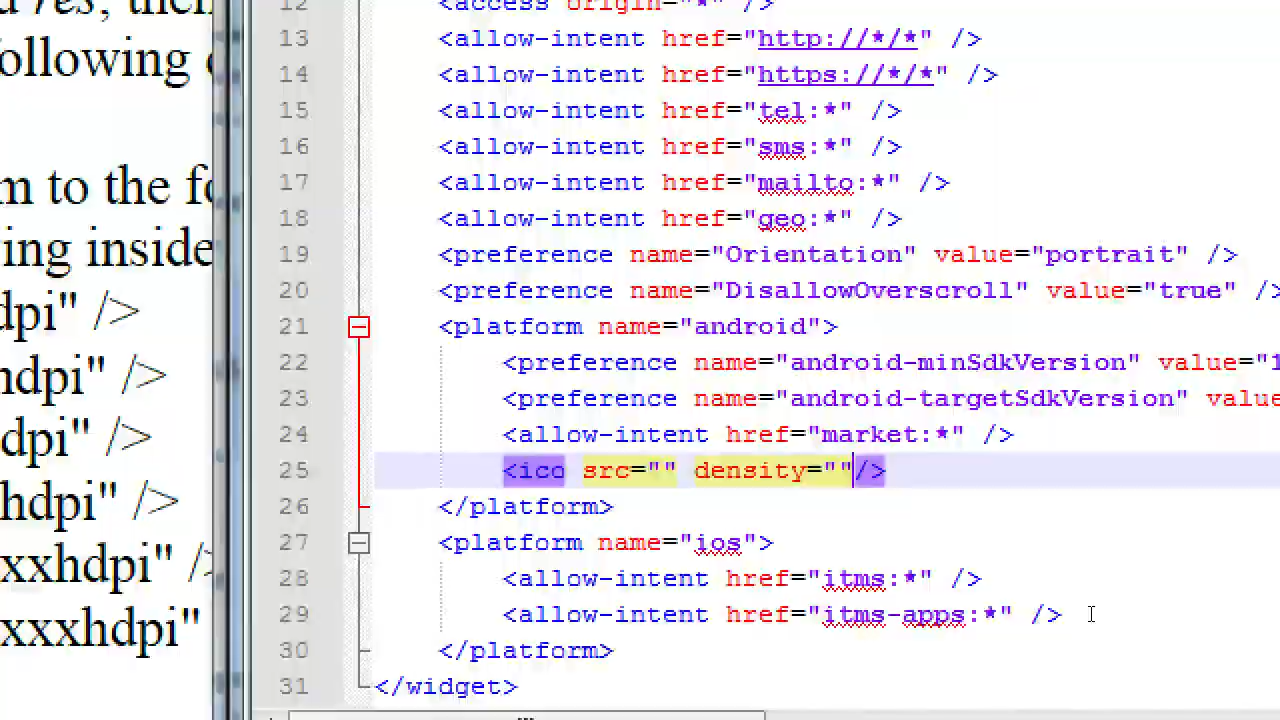 d res, then
following
m to the fo
ing inside
dpi" />
hdpi" />
dpi" />
hdpi" />
xxhdpi" />
xxxhdpi"
12 <access origin="*" />
13 <allow-intent href="http://*/*" />
14 <allow-intent href="https://*/*" />
15 <allow-intent href="tel:*" />
16 <allow-intent href="sms:*" />
17 <allow-intent href="mailto:*" />
18 <allow-intent href="geo:*" />
19 <preference name="Orientation" value="portrait" />
20 <preference name="DisallowOverscroll" value="true" />
21 <platform name="android">
22 <preference name="android-minSdkVersion" value="1
23 <preference name="android-targetSdkVersion" value
24 <allow-intent href="market:*" />
25 <ico src="" density=""/>
26 </platform>
27 <platform name="ios">
28 <allow-intent href="itms:*" />
29 <allow-intent href="itms-apps:*" />
30 </platform>
31 </widget>